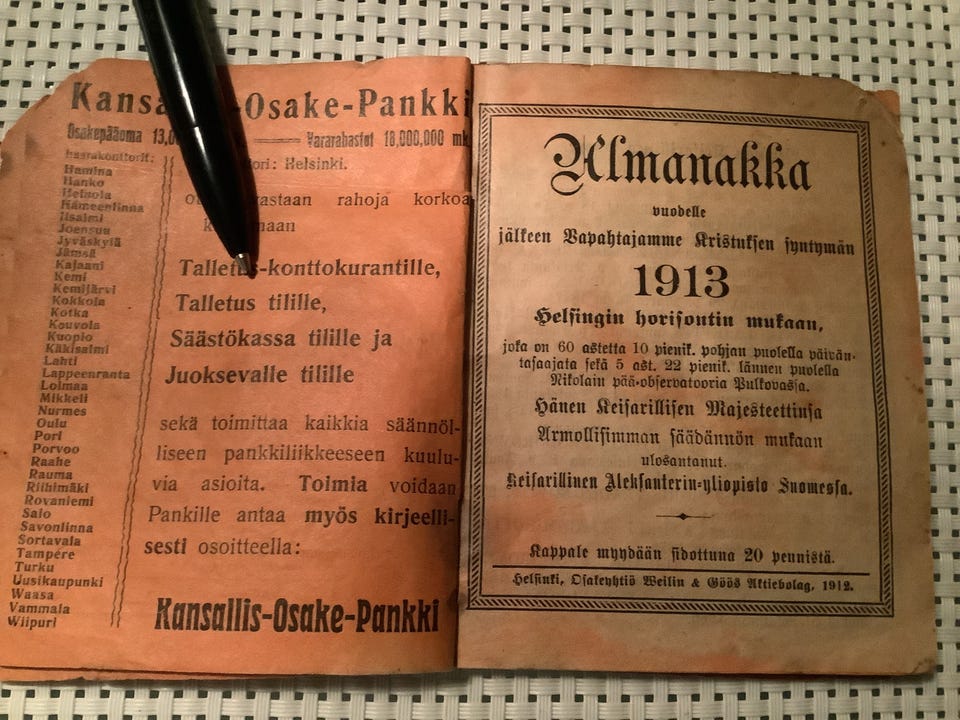 Kansa -Osake-Pankki
Osakepääoma 13,0 Vararahastot 18,000,000 mk.
Haarakonttorit:
Hamina
Hanko
Heinola
Hämeenlinna
Iisalmi
Joensuu
Jyväskylä
Jämsä
Kajaani
Kemi
Kemijärvi
Kokkola
Kotka
Kouvola
Kuopio
Käkisalmi
Lahti
Lappeenranta
Loimaa
Mikkeli
Nurmes
Oulu
Pori
Porvoo
Raahe
Rauma
Riihimäki
Rovaniemi
Salo
Savonlinna
Sortavala
Tampere
Turku
Uusikaupunki
Waasa
Vammala
Wiipuri
tori: Helsinki.
ot astaan rahoja korkoa
k maan
Talletus-konttokurantille,
Talletus tilille,
Säästökassa tilille ja
Juoksevalle tilille
sekä toimittaa kaikkia säännöl-
liseen pankkiliikkeeseen kuulu-
via asioita. Toimia voidaan
Pankille antaa myös kirjeelli-
sesti osoitteella:
Kansallis-Osake-Pankki
Almanakka
vuodelle
jälkeen Vapahtajamme Kristuksen syntymän
1913
Helsingin horisontin mukaan,
joka on 60 astetta 10 pienik. pohjan puolella päivän-
tasaajata sekä 5 ast. 22 pienik. lännen puolella
Nikolain pää-observatooria Pulkovassa.
Hänen Keisarillisen Majesteettinsa
Armollisimman säädännön mukaan
ulosantanut.
Keisarillinen Aleksanterin-yliopisto Suomessa.
Kappale myydään sidottuna 20 pennistä.
Helsinki, Osakeyhtiö Weilin & Göös Aktiebolag, 1912.